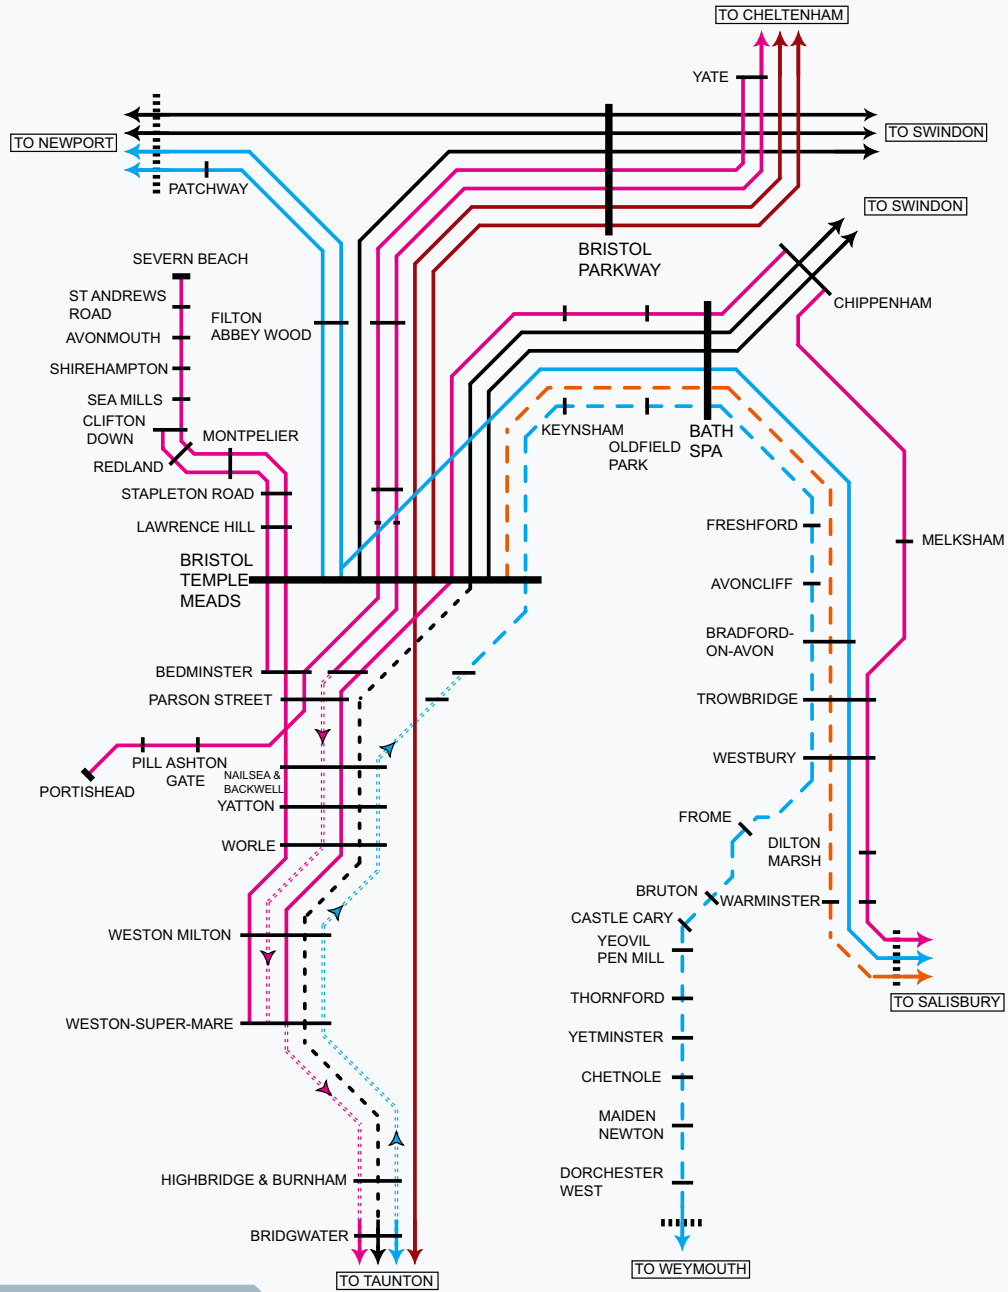 TO CHELTENHAM
YATE
TO NEWPORT
TO SWINDON
PATCHWAY
TO SWINDON
BRISTOL
PARKWAY
SEVERN BEACH
ST ANDREWS
ROAD
CHIPPENHAM
FILTON
ABBEY WOOD
AVONMOUTH
SHIREHAMPTON
SEA MILLS
CLIFTON
DOWN
MONTPELIER
KEYNSHAM
OLDFIELD
PARK
BATH
SPA
REDLAND
STAPLETON ROAD
LAWRENCE HILL
FRESHFORD
MELKSHAM
BRISTOL
TEMPLE
MEADS
AVONCLIFF
BRADFORD-
ON-AVON
BEDMINSTER
PARSON STREET
TROWBRIDGE
PILL
ASHTON
GATE
WESTBURY
PORTISHEAD
NAILSEA &
BACKWELL
YATTON
FROME
WORLE
DILTON
MARSH
BRUTON
WARMINSTER
CASTLE CARY
WESTON MILTON
YEOVIL
PEN MILL
THORNFORD
TO SALISBURY
WESTON-SUPER-MARE
YETMINSTER
CHETNOLE
MAIDEN
NEWTON
HIGHBRIDGE & BURNHAM
DORCHESTER
WEST
BRIDGWATER
TO TAUNTON
TO WEYMOUTH